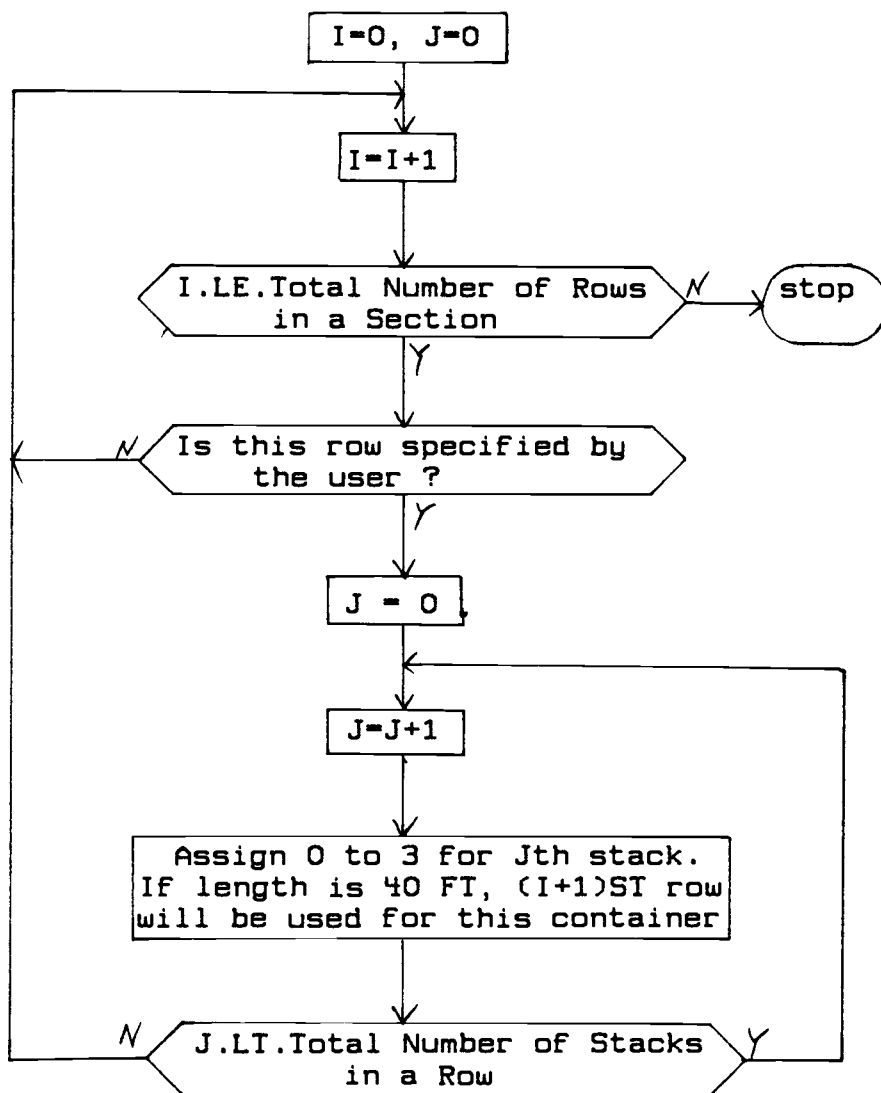 I=0, J=0
I=I+1
I.LE.Total Number of Rows
in a Section
N
stop
Y
Is this row specified by
the user ?
N
Y
J = 0
J=J+1
Assign 0 to 3 for Jth stack.
If length is 40 FT, (I+1)ST row
will be used for this container
N
J.LT.Total Number of Stacks
in a Row
Y